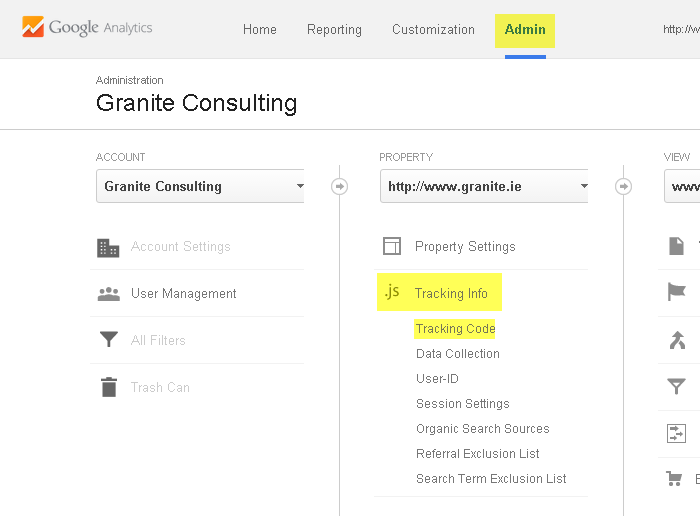 Google Analytics
Home Reporting Customization Admin
http://w
Administration
Granite Consulting
ACCOUNT
Granite Consulting
Account Settings
User Management
All Filters
Trash Can
PROPERTY
http://www.granite.ie
Property Settings
.js Tracking Info
Tracking Code
Data Collection
User-ID
Session Settings
Organic Search Sources
Referral Exclusion List
Search Term Exclusion List
VIEW
www